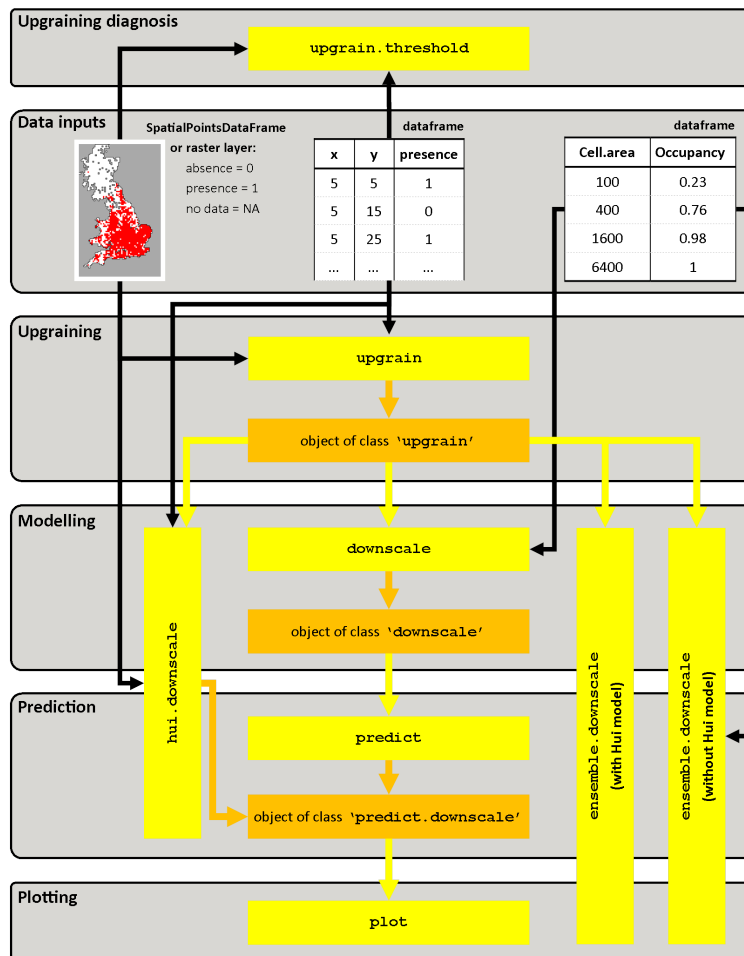 Upgraining diagnosis
upgrain.threshold
Data inputs
SpatialPointsDataFrame
or raster layer:
absence = 0
presence = 1
no data = NA
dataframe
x y presence
5 5 1
5 15 0
5 25 1
... ... ...
dataframe
Cell.area Occupancy
100 0.23
400 0.76
1600 0.98
6400 1
Upgraining
upgrain
object of class ‘upgrain’
Modelling
downscale
object of class ‘downscale’
hui.downscale
ensemble.downscale
(with Hui model)
ensemble.downscale
(without Hui model)
Prediction
predict
object of class ‘predict.downscale’
Plotting
plot